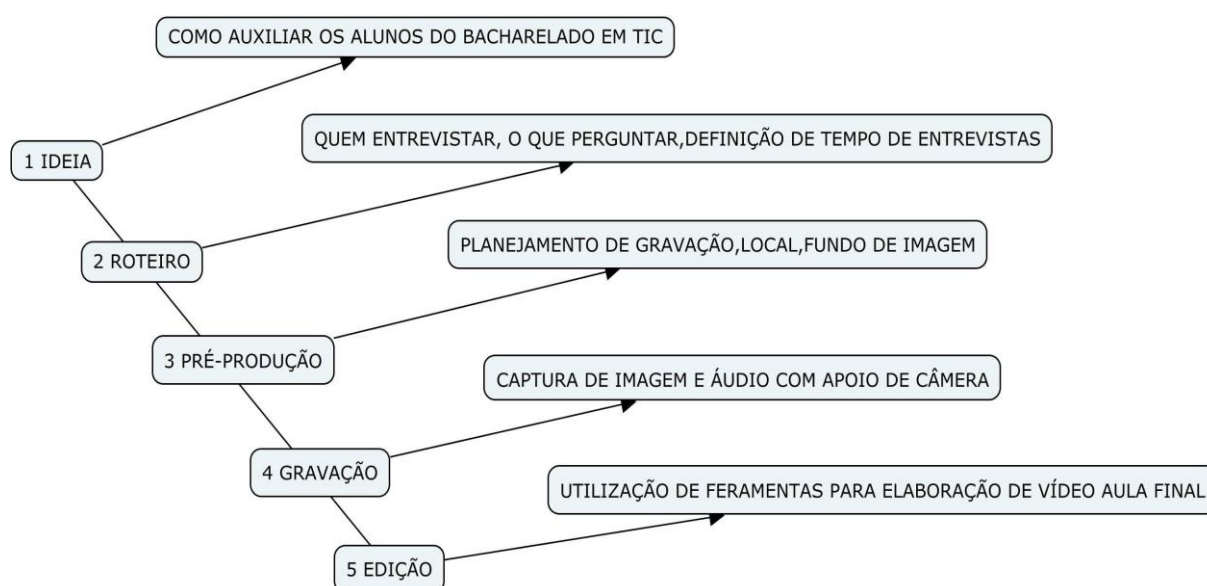 COMO AUXILIAR OS ALUNOS DO BACHARELADO EM TIC
1 IDEIA
QUEM ENTREVISTAR, O QUE PERGUNTAR,DEFINIÇÃO DE TEMPO DE ENTREVISTAS
2 ROTEIRO
PLANEJAMENTO DE GRAVAÇÃO,LOCAL,FUNDO DE IMAGEM
3 PRÉ-PRODUÇÃO
CAPTURA DE IMAGEM E ÁUDIO COM APOIO DE CÂMERA
4 GRAVAÇÃO
UTILIZAÇÃO DE FERAMENTAS PARA ELABORAÇÃO DE VÍDEO AULA FINAL
5 EDIÇÃO